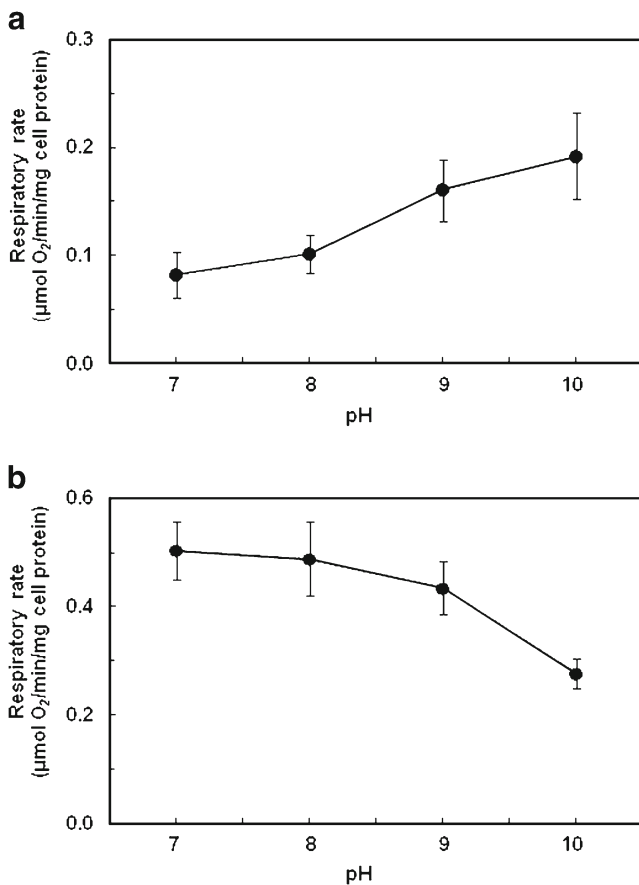 a
Respiratory rate
(µmol O₂/min/mg cell protein)
0.3
0.2
0.1
0.0
7 8 9 10
pH
b
Respiratory rate
(µmol O₂/min/mg cell protein)
0.6
0.4
0.2
0.0
7 8 9 10
pH